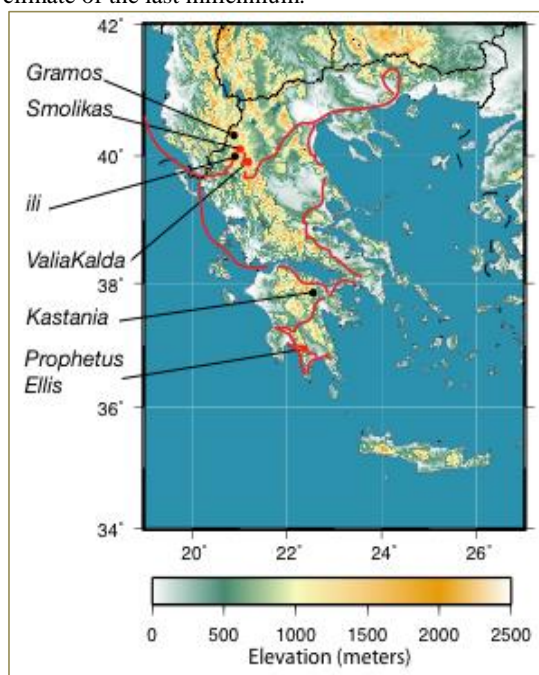 climate of the last millennium.
42°
Gramos
Smolikas
40°
ili
ValiaKalda
38°
Kastania
Prophetus
Ellis
36°
34°
20° 22° 24° 26°
0 500 1000 1500 2000 2500
Elevation (meters)